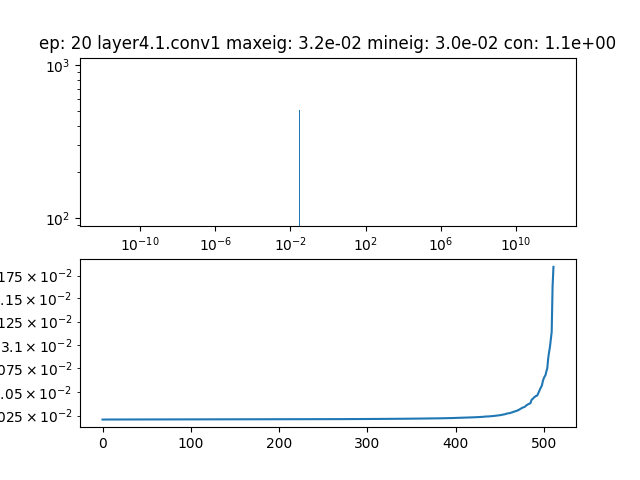 ep: 20 layer4.1.conv1 maxeig: 3.2e-02 mineig: 3.0e-02 con: 1.1e+00
10³
10²
10⁻¹⁰ 10⁻⁶ 10⁻² 10² 10⁶ 10¹⁰
175 × 10⁻²
.15 × 10⁻²
125 × 10⁻²
3.1 × 10⁻²
075 × 10⁻²
.05 × 10⁻²
025 × 10⁻²
0 100 200 300 400 500